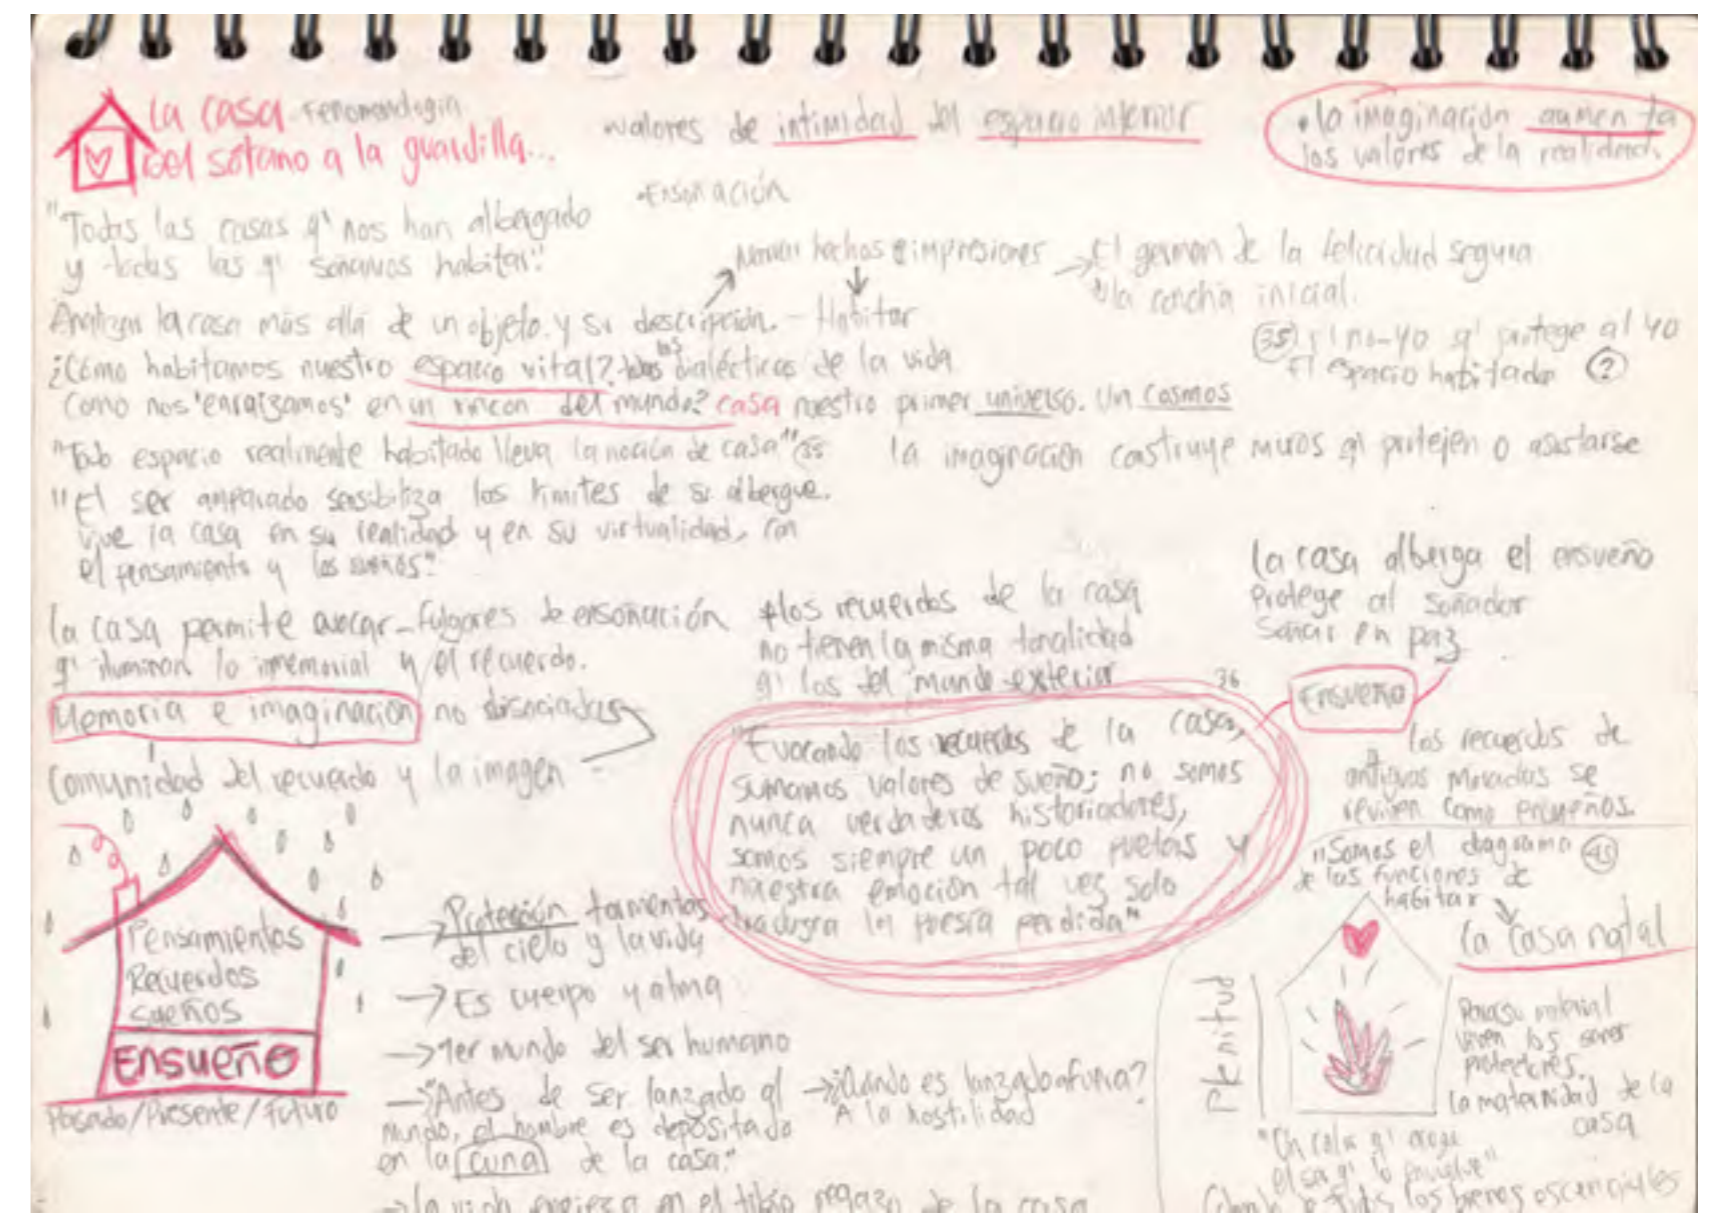 La casa fenomenología
del sótano a la guardilla...
valores de intimidad del espacio interior
• la imaginación aumenta
los valores de la realidad.
• Ensoñación
"Todas las casas q' nos han albergado
y todas las q' soñamos habitar."
hechos e impresiones → El germen de la felicidad segura
la concha inicial.
Analizar la casa más allá de un objeto y su descripción. - Habitar
(35) el no-yo q' protege al yo
El espacio habitado (?)
¿Cómo habitamos nuestro espacio vital? las dialécticas de la vida
Como nos 'enraizamos' en un rincon del mundo? casa nuestro primer universo. Un cosmos
"Todo espacio realmente habitado lleva la noción de casa" 35
la imaginación construye muros q' protejen o asustarse
"El ser amparado sensibiliza los límites de su albergue.
Vive la casa en su realidad y en su virtualidad, con
el pensamiento y los sueños."
La casa alberga el ensueño
Protege al soñador
Soñar en paz
La casa permite evocar - fulgores de ensoñación
q' iluminan lo inmemorial y el recuerdo.
* los recuerdos de la casa
no tienen la misma tonalidad
q' los del mundo exterior
Memoria e imaginación no disociadas
Comunidad del recuerdo y la imagen
36
Ensueño
"Evocando los recuerdos de la casa,
sumamos valores de sueño; no somos
nunca verdaderos historiadores,
somos siempre un poco poetas y
nuestra emoción tal vez solo
traduzca la poesía perdida"
los recuerdos de
antiguas moradas se
reviven como ensueños.
"Somos el diagrama
de las funciones de
habitar
La casa natal
Pensamientos
Recuerdos
Sueños
Ensueño
Pasado/Presente/Futuro
→ Protección tormentas
del cielo y la vida
→ Es cuerpo y alma
→ 1er mundo del ser humano
→ "Antes de ser lanzado al
mundo, el hombre es depositado
en la cuna de la casa."
→ ¿Cuándo es lanzado afuera?
A la hostilidad
→ la vida empieza en el tibio regazo de la casa
Plenitud
Paraiso material
viven los seres
protectores.
La maternidad de la
casa
los bienes